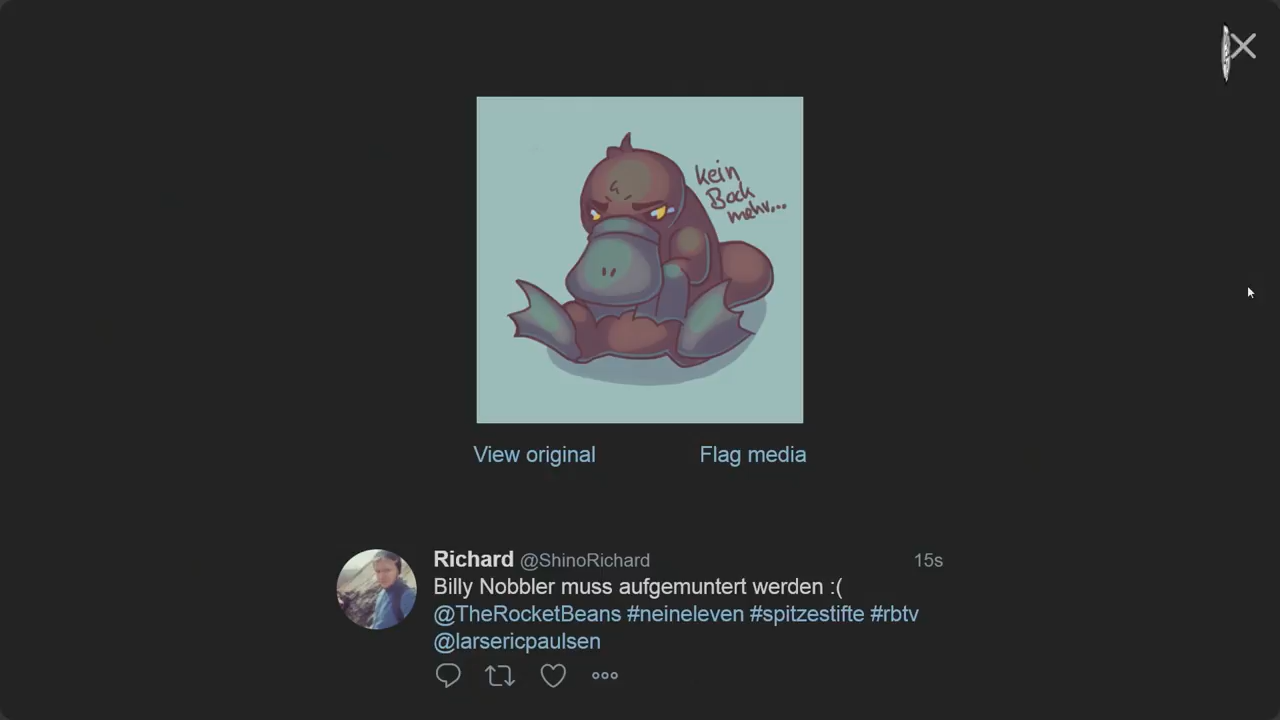 kein
Bock
mehr...
View original
Flag media
Richard @ShinoRichard
15s
Billy Nobbler muss aufgemuntert werden :(
@TheRocketBeans #neineleven #spitzestifte #rbtv
@larsericpaulsen